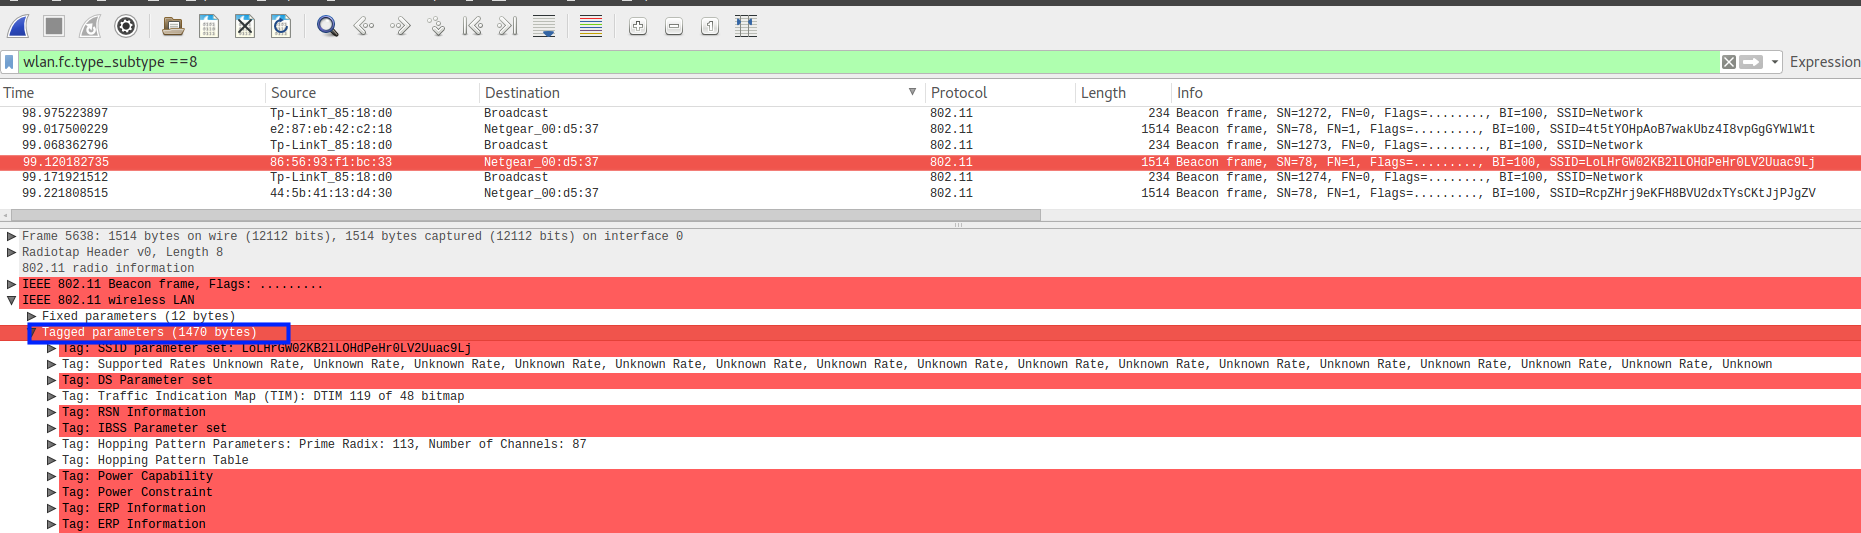 wlan.fc.type_subtype ==8
Expression
Time Source Destination Protocol Length Info
98.975223897 Tp-LinkT_85:18:d0 Broadcast 802.11 234 Beacon frame, SN=1272, FN=0, Flags=........, BI=100, SSID=Network
99.017500229 e2:87:eb:42:c2:18 Netgear_00:d5:37 802.11 1514 Beacon frame, SN=78, FN=1, Flags=........., BI=100, SSID=4t5tYOHpAoB7wakUbz4I8vpGgGYWlW1t
99.068362796 Tp-LinkT_85:18:d0 Broadcast 802.11 234 Beacon frame, SN=1273, FN=0, Flags=........, BI=100, SSID=Network
99.120182735 86:56:93:f1:bc:33 Netgear_00:d5:37 802.11 1514 Beacon frame, SN=78, FN=1, Flags=........., BI=100, SSID=LoLHrGW02KB2lLOHdPeHr0LV2Uuac9Lj
99.171921512 Tp-LinkT_85:18:d0 Broadcast 802.11 234 Beacon frame, SN=1274, FN=0, Flags=........, BI=100, SSID=Network
99.221808515 44:5b:41:13:d4:30 Netgear_00:d5:37 802.11 1514 Beacon frame, SN=78, FN=1, Flags=........., BI=100, SSID=RcpZHrj9eKFH8BVU2dxTYsCKtJjPJgZV
Frame 5638: 1514 bytes on wire (12112 bits), 1514 bytes captured (12112 bits) on interface 0
Radiotap Header v0, Length 8
802.11 radio information
IEEE 802.11 Beacon frame, Flags: .........
IEEE 802.11 wireless LAN
Fixed parameters (12 bytes)
Tagged parameters (1470 bytes)
Tag: SSID parameter set: LoLHrGW02KB2lLOHdPeHr0LV2Uuac9Lj
Tag: Supported Rates Unknown Rate, Unknown Rate, Unknown Rate, Unknown Rate, Unknown Rate, Unknown Rate, Unknown Rate, Unknown Rate, Unknown Rate, Unknown Rate, Unknown Rate, Unknown Rate, Unknown Rate, Unknown Rate, Unknown Rate, Unknown
Tag: DS Parameter set
Tag: Traffic Indication Map (TIM): DTIM 119 of 48 bitmap
Tag: RSN Information
Tag: IBSS Parameter set
Tag: Hopping Pattern Parameters: Prime Radix: 113, Number of Channels: 87
Tag: Hopping Pattern Table
Tag: Power Capability
Tag: Power Constraint
Tag: ERP Information
Tag: ERP Information